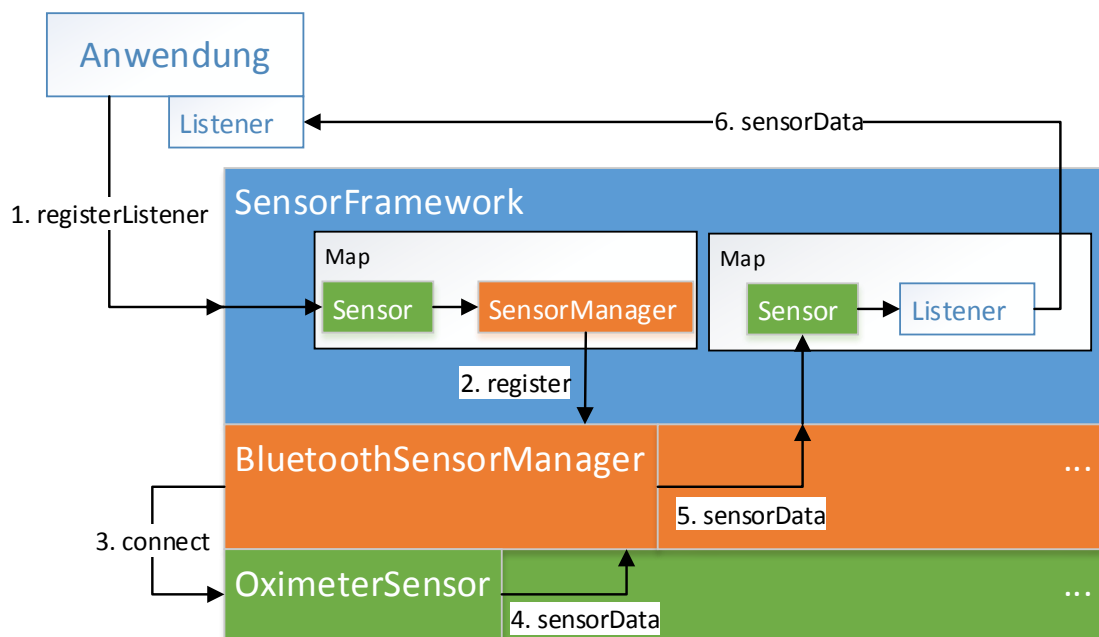 Anwendung
Listener
6. sensorData
1. registerListener
SensorFramework
Map
Sensor
SensorManager
Map
Sensor
Listener
2. register
BluetoothSensorManager
...
5. sensorData
3. connect
OximeterSensor
...
4. sensorData